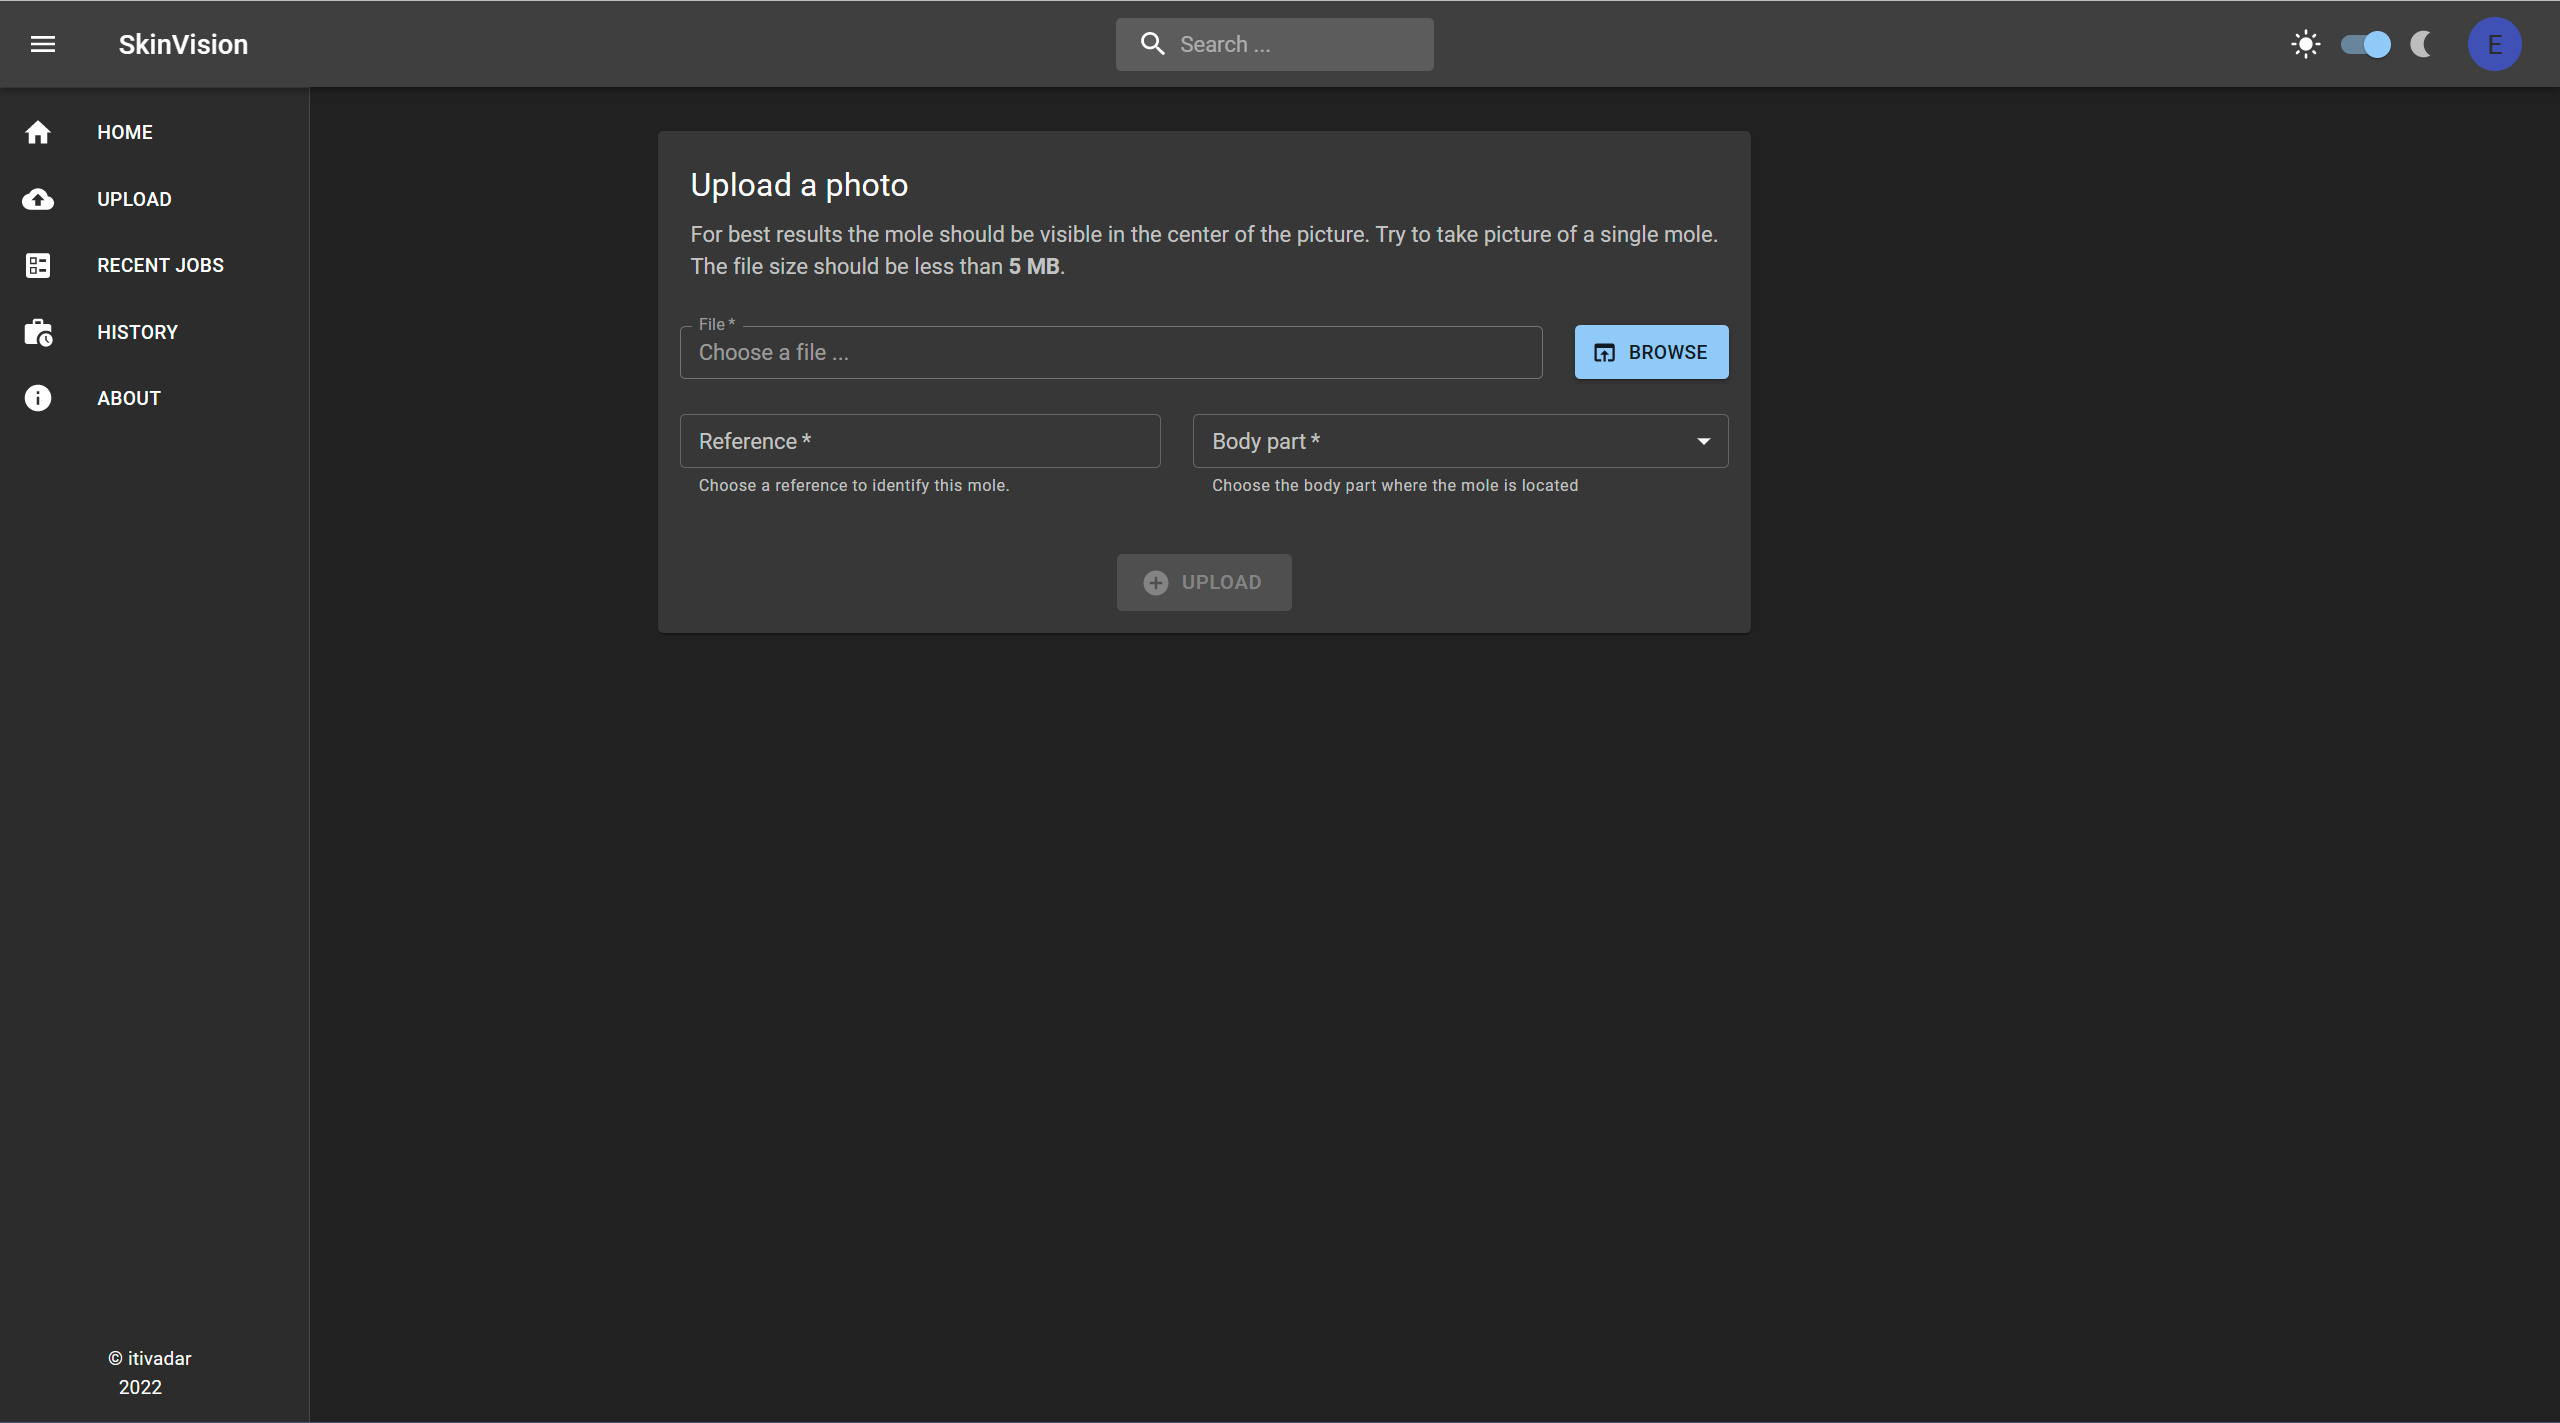 SkinVision
Search ...
E
HOME
UPLOAD
RECENT JOBS
HISTORY
ABOUT
Upload a photo
For best results the mole should be visible in the center of the picture. Try to take picture of a single mole.
The file size should be less than 5 MB.
File *
Choose a file ...
BROWSE
Reference *
Body part *
Choose a reference to identify this mole.
Choose the body part where the mole is located
UPLOAD
© itivadar
2022